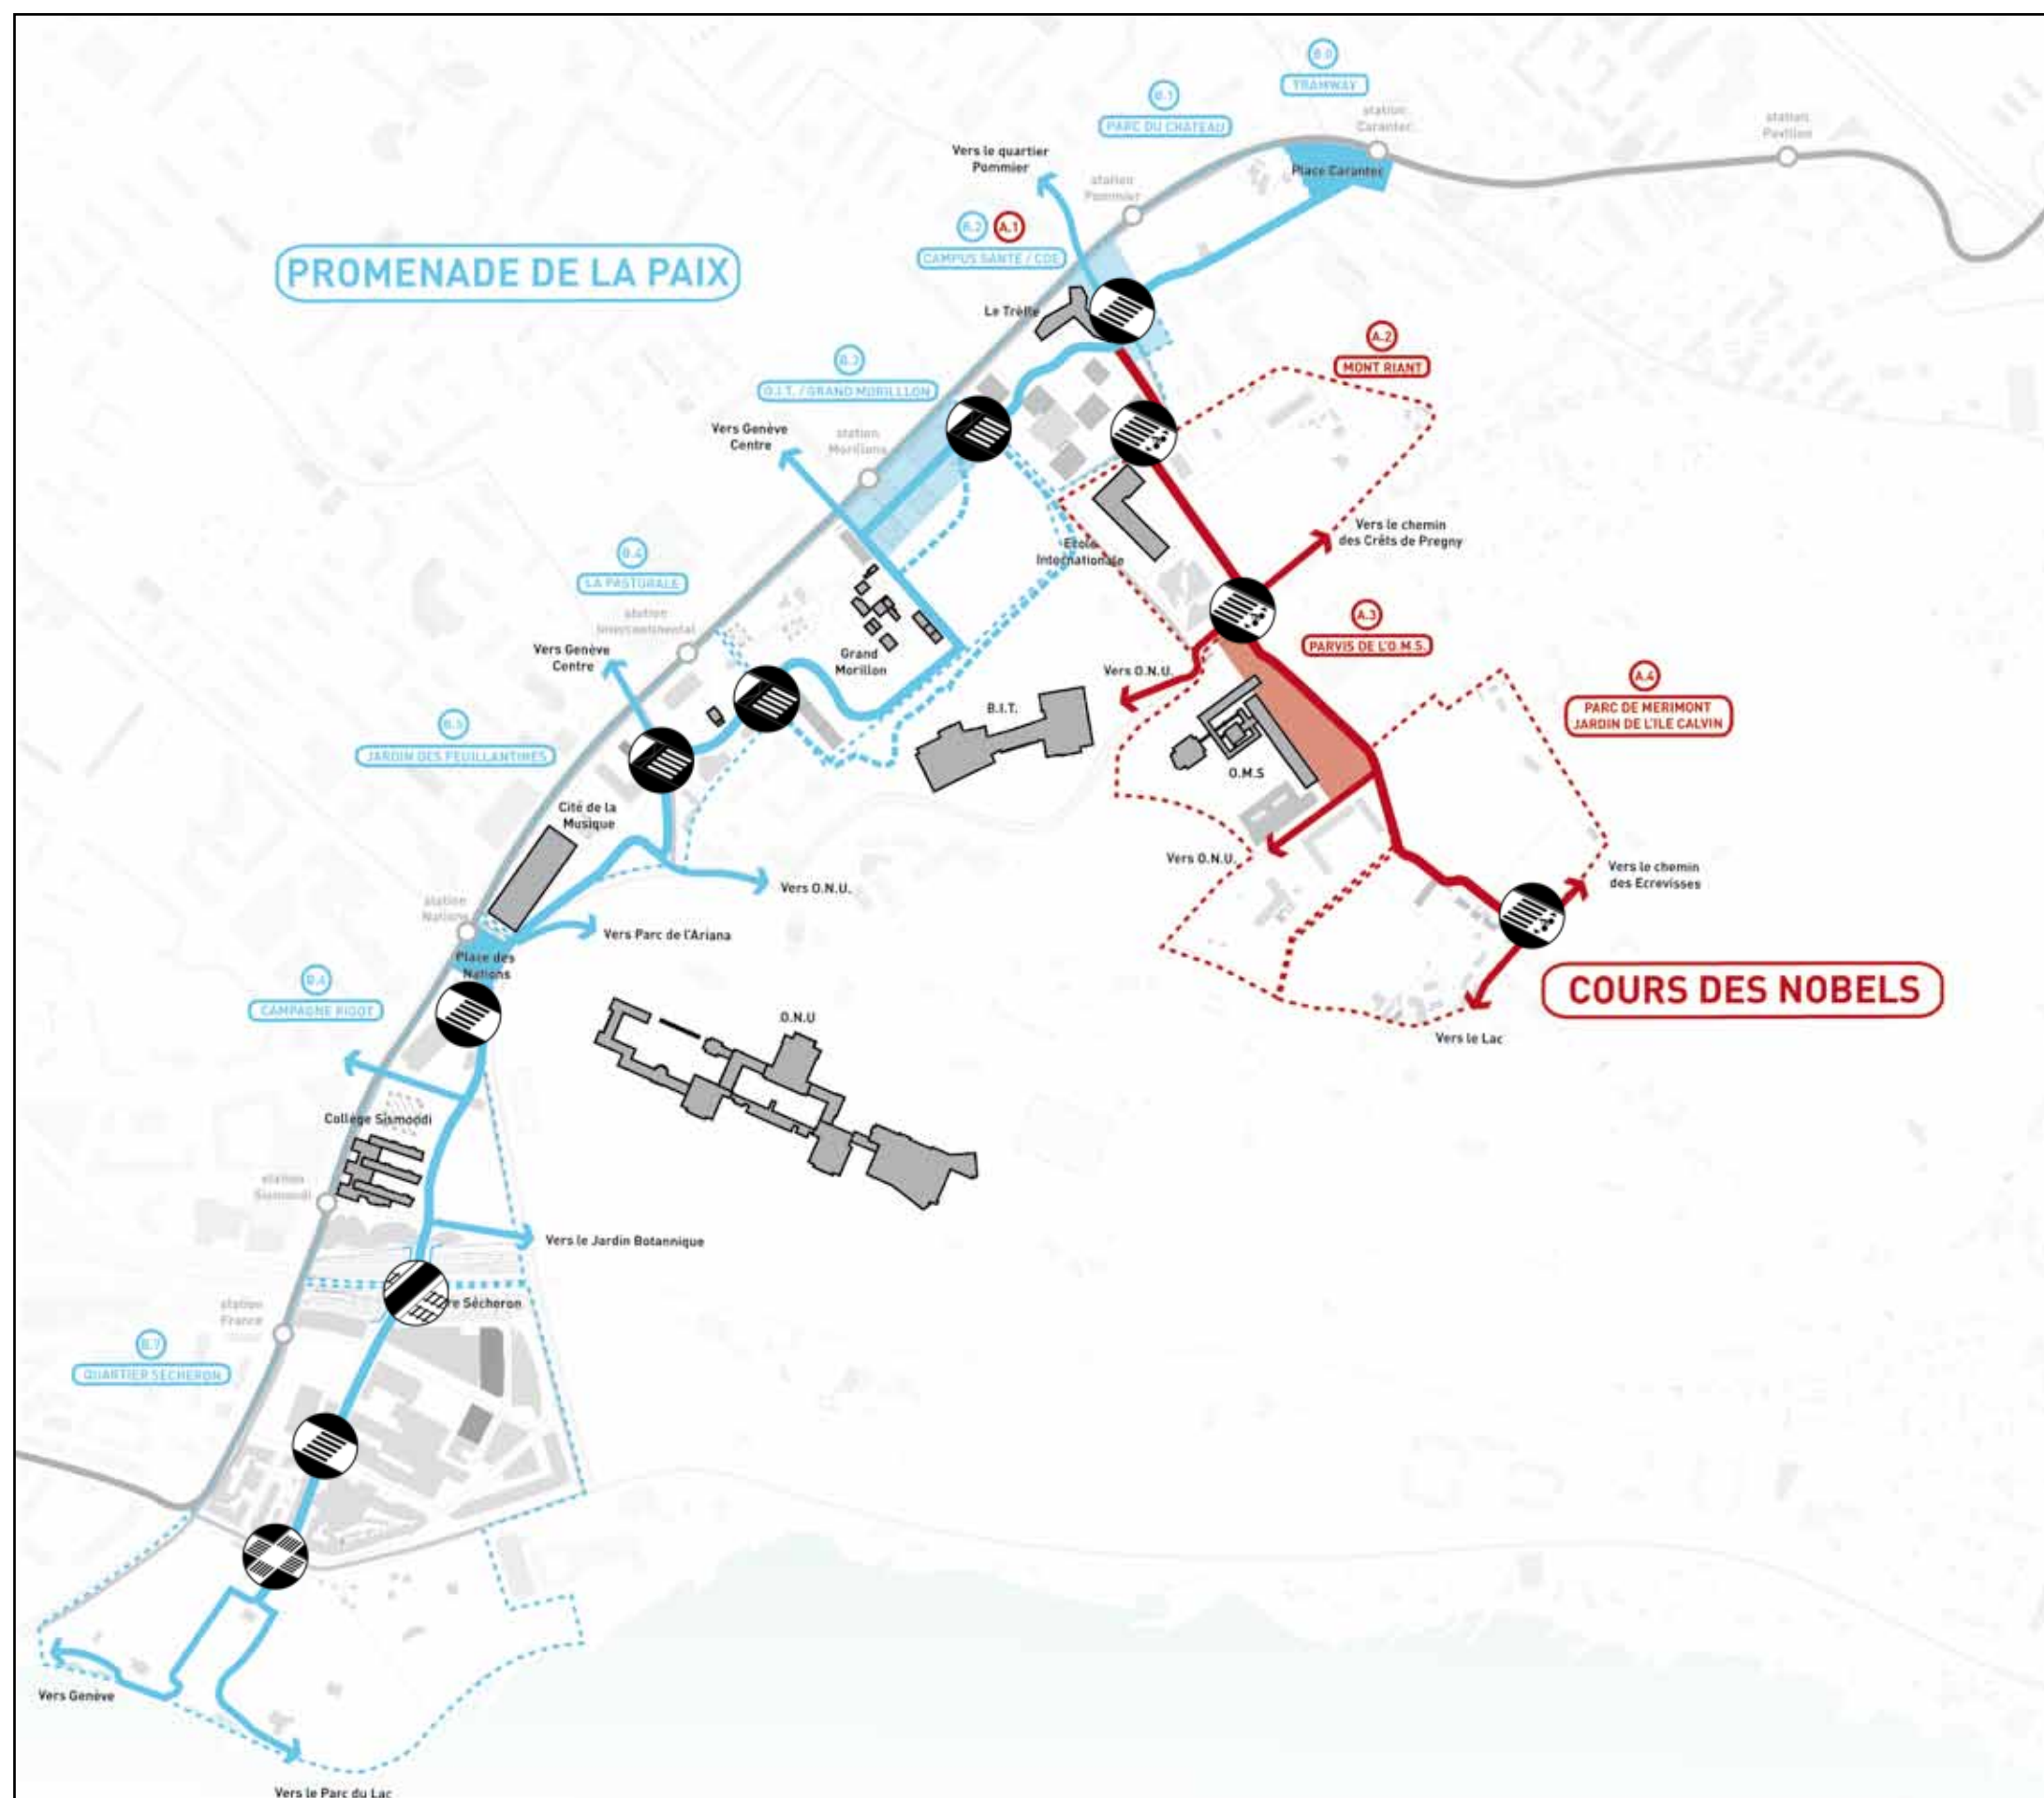 B.0
TRAMWAY
B.1
PARC DU CHATEAU
station
Carantec
station
Pavillon
Vers le quartier
Pommier
Place Carantec
station
Pommier
B.2
A.1
CAMPUS SANTE / CDE
PROMENADE DE LA PAIX
Le Trèfle
A.2
MONT RIANT
B.3
O.I.T. / GRAND MORILLLON
Vers Genève
Centre
station
Morillons
Vers le chemin
des Crêts de Pregny
Ecole
Internationale
B.4
LA PASTORALE
station
Intercontinental
A.3
PARVIS DE L'O.M.S.
Vers Genève
Centre
Grand
Morillon
Vers O.N.U.
A.4
PARC DE MERIMONT
JARDIN DE L'ILE CALVIN
B.I.T.
B.5
JARDIN DES FEUILLANTINES
O.M.S
Cité de la
Musique
Vers O.N.U.
Vers le chemin
des Ecrevisses
Vers O.N.U.
station
Nations
Vers Parc de l'Ariana
Place des
Nations
B.6
CAMPAGNE RIGOT
COURS DES NOBELS
O.N.U
Vers le Lac
Collège Sismondi
station
Sismondi
Vers le Jardin Botannique
re Sécheron
station
France
B.7
QUARTIER SECHERON
Vers Genève
Vers le Parc du Lac